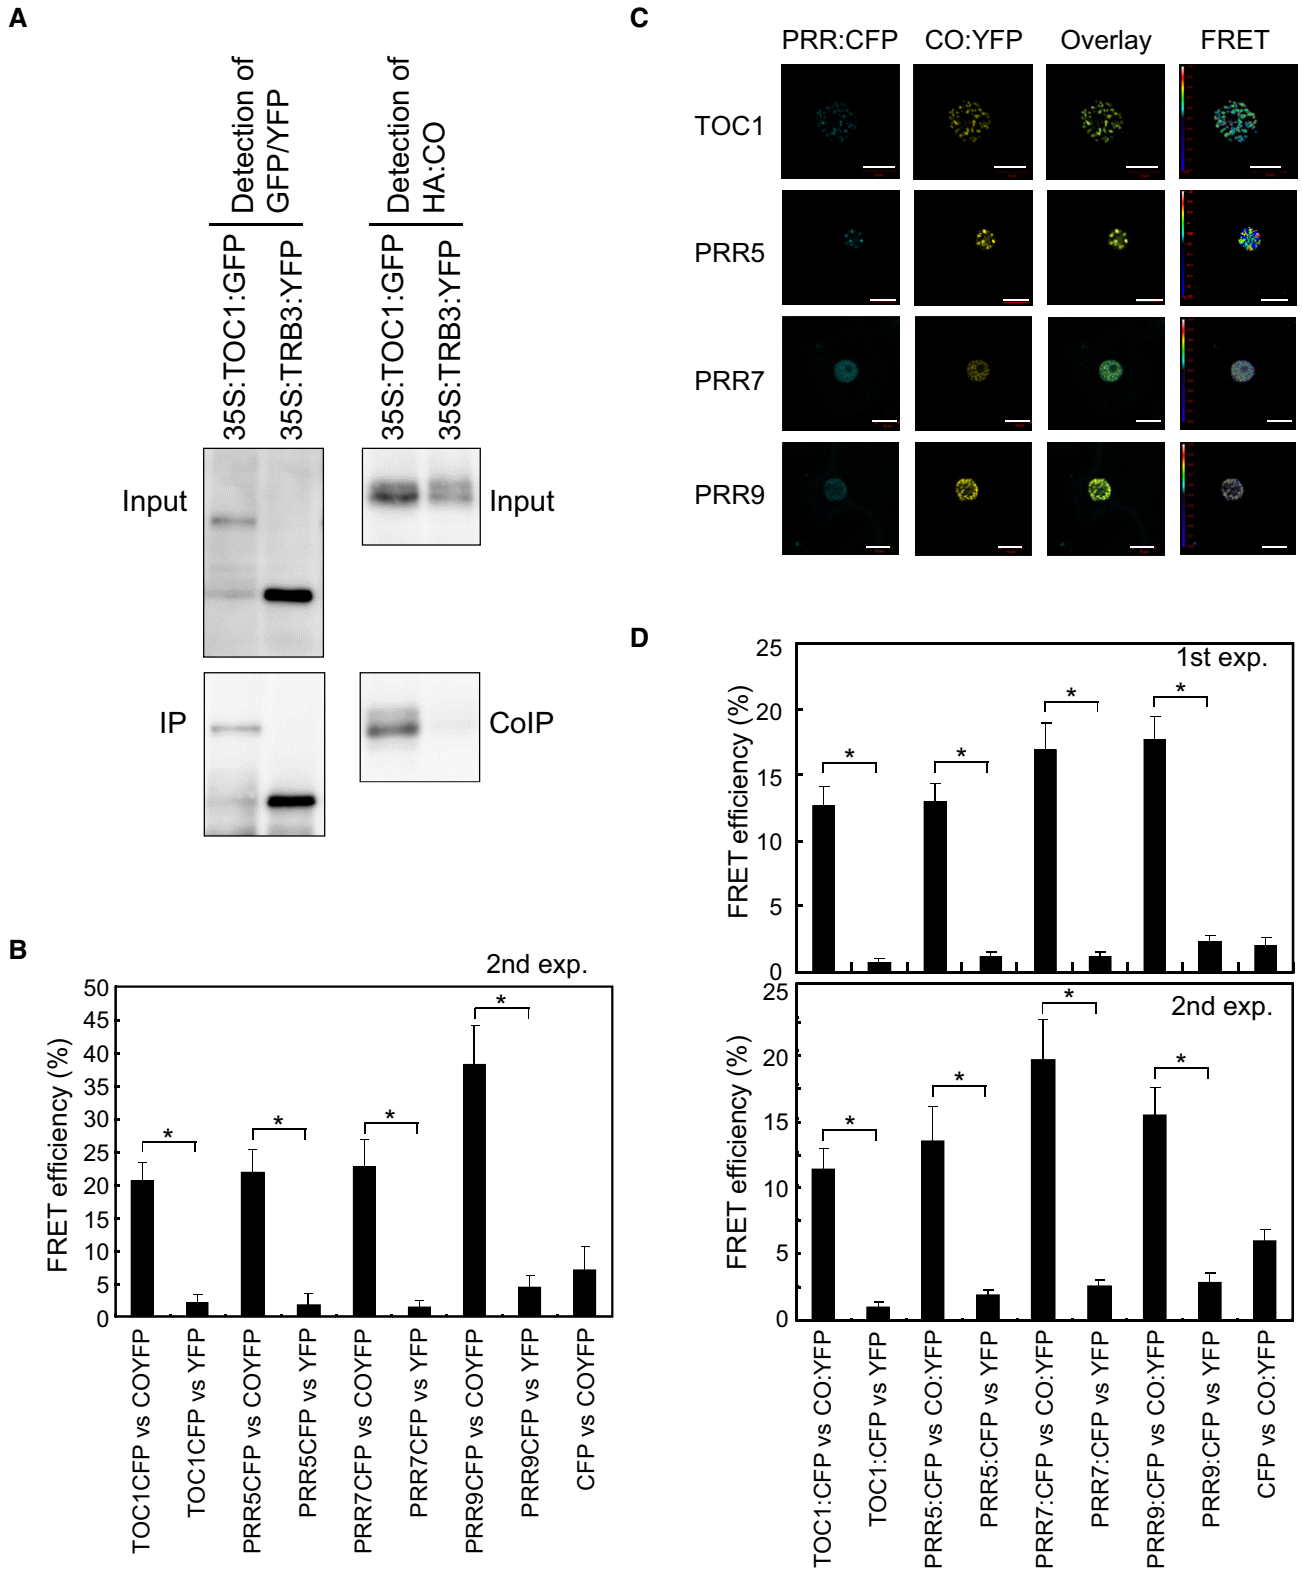 A
Detection of
GFP/YFP
Detection of
HA:CO
35S:TOC1:GFP
35S:TRB3:YFP
35S:TOC1:GFP
35S:TRB3:YFP
Input
Input
IP
CoIP
B
2nd exp.
FRET efficiency (%)
50
45
40
35
30
25
20
15
10
5
0
*
*
*
*
TOC1CFP vs COYFP
TOC1CFP vs YFP
PRR5CFP vs COYFP
PRR5CFP vs YFP
PRR7CFP vs COYFP
PRR7CFP vs YFP
PRR9CFP vs COYFP
PRR9CFP vs YFP
CFP vs COYFP
C
PRR:CFP
CO:YFP
Overlay
FRET
TOC1
PRR5
PRR7
PRR9
D
1st exp.
FRET efficiency (%)
25
20
15
10
5
0
*
*
*
*
2nd exp.
FRET efficiency (%)
25
20
15
10
5
0
*
*
*
*
TOC1:CFP vs CO:YFP
TOC1:CFP vs YFP
PRR5:CFP vs CO:YFP
PRR5:CFP vs YFP
PRR7:CFP vs CO:YFP
PRR7:CFP vs YFP
PRR9:CFP vs CO:YFP
PRR9:CFP vs YFP
CFP vs CO:YFP